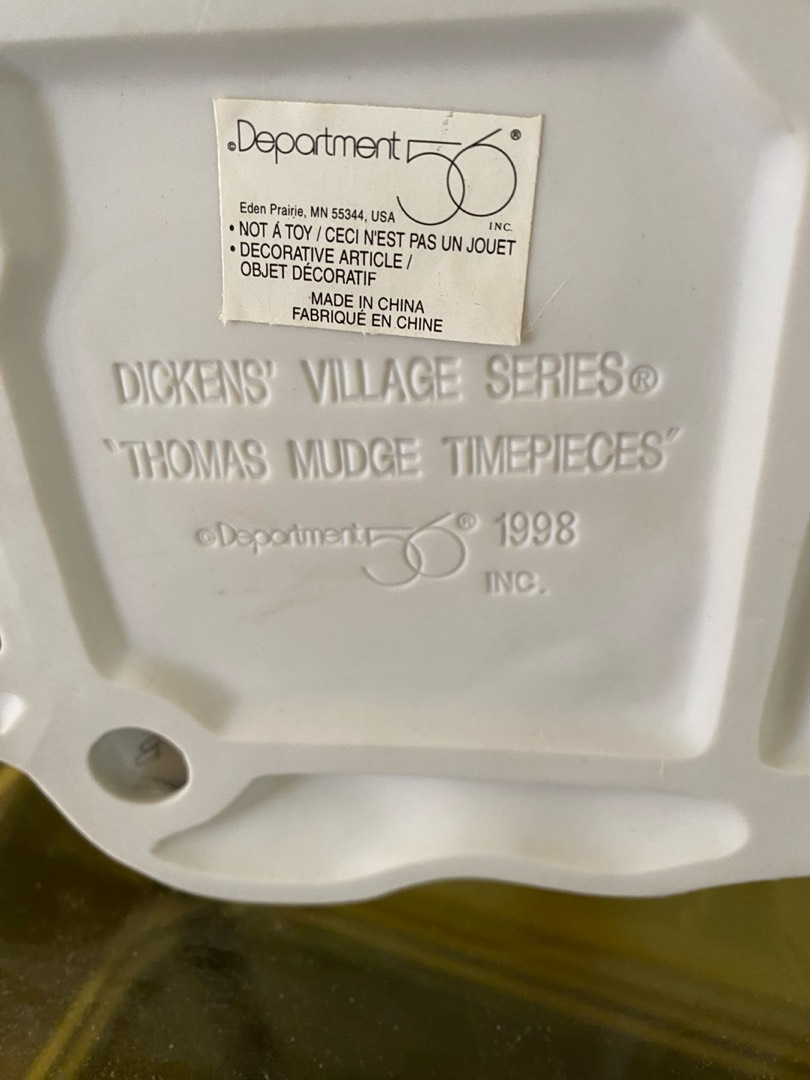 ©Department 56®
Eden Prairie, MN 55344, USA
INC.
• NOT Á TOY / CECI N'EST PAS UN JOUET
• DECORATIVE ARTICLE /
OBJET DÉCORATIF
MADE IN CHINA
FABRIQUÉ EN CHINE
DICKENS' VILLAGE SERIES®
"THOMAS MUDGE TIMEPIECES"
©Department 56® 1998
INC.